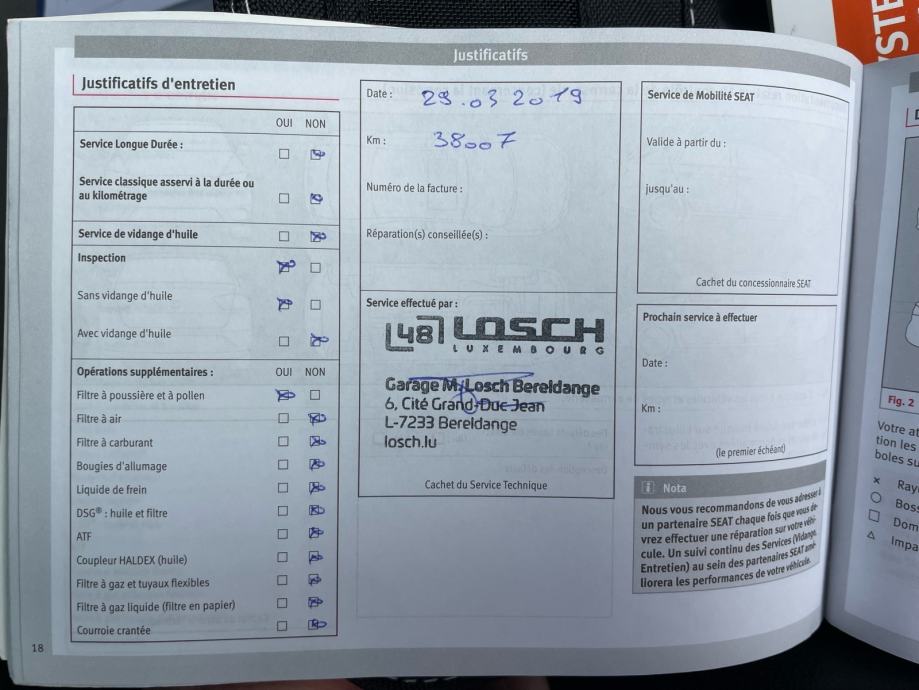 Justificatifs
Justificatifs d'entretien
OUI NON
Service Longue Durée :
Service classique asservi à la durée ou
au kilométrage
Service de vidange d'huile
Inspection
Sans vidange d'huile
Avec vidange d'huile
Opérations supplémentaires : OUI NON
Filtre à poussière et à pollen
Filtre à air
Filtre à carburant
Bougies d'allumage
Liquide de frein
DSG® : huile et filtre
ATF
Coupleur HALDEX (huile)
Filtre à gaz et tuyaux flexibles
Filtre à gaz liquide (filtre en papier)
Courroie crantée
18
Date : 29.03 2019
Km : 38007
Numéro de la facture :
Réparation(s) conseillée(s) :
Service effectué par :
48 LOSCH
LUXEMBOURG
Garage M. Losch Bereldange
6, Cité Grand-Duc Jean
L-7233 Bereldange
losch.lu
Cachet du Service Technique
Service de Mobilité SEAT
Valide à partir du :
jusqu'au :
Cachet du concessionnaire SEAT
Prochain service à effectuer
Date :
Km :
(le premier échéant)
i Nota
Nous vous recommandons de vous adresser à
un partenaire SEAT chaque fois que vous de-
vrez effectuer une réparation sur votre véhi-
cule. Un suivi continu des Services (Vidange,
Entretien) au sein des partenaires SEAT amé-
liorera les performances de votre véhicule.
Fig. 2
Votre at
tion les
boles su
× Rayu
Boss
Dom
Impa
YSTE